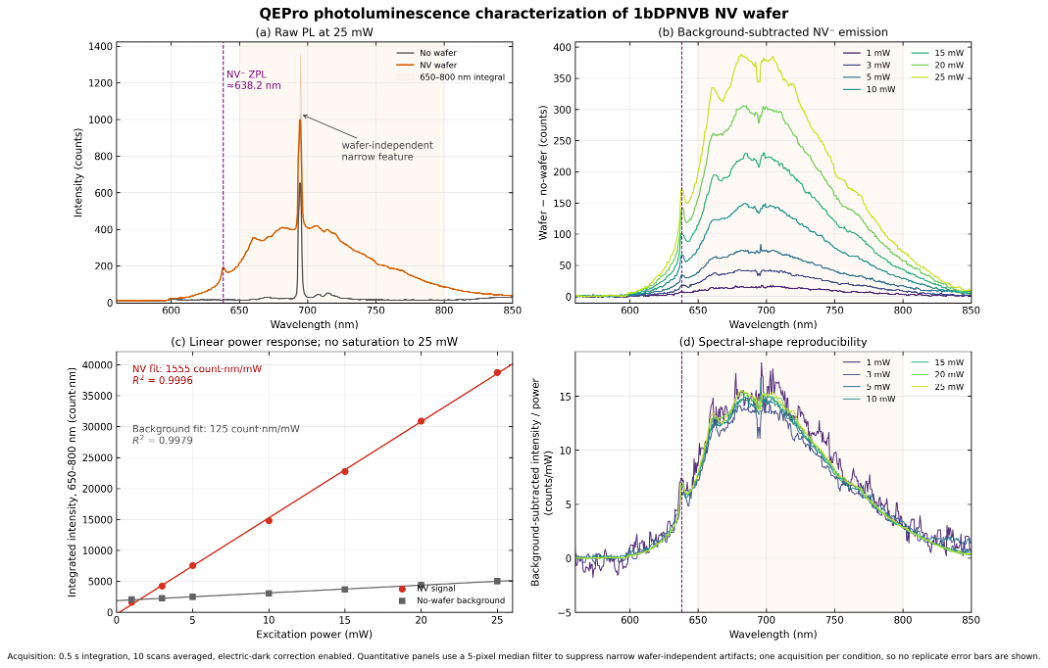 QEPro photoluminescence characterization of 1bDPNVB NV wafer
(a) Raw PL at 25 mW
Intensity (counts)
1400
1200
1000
800
600
400
200
0
600
650
700
750
800
850
Wavelength (nm)
NV⁻ ZPL
≈638.2 nm
No wafer
NV wafer
650–800 nm integral
wafer-independent
narrow feature
(b) Background-subtracted NV⁻ emission
Wafer − no-wafer (counts)
400
350
300
250
200
150
100
50
0
600
650
700
750
800
850
Wavelength (nm)
1 mW
3 mW
5 mW
10 mW
15 mW
20 mW
25 mW
(c) Linear power response; no saturation to 25 mW
Integrated intensity, 650–800 nm (count·nm)
40000
35000
30000
25000
20000
15000
10000
5000
0
0
5
10
15
20
25
Excitation power (mW)
NV fit: 1555 count·nm/mW
R² = 0.9996
Background fit: 125 count·nm/mW
R² = 0.9979
NV signal
No-wafer background
(d) Spectral-shape reproducibility
Background-subtracted intensity / power
(counts/mW)
15
10
5
0
−5
600
650
700
750
800
850
Wavelength (nm)
1 mW
3 mW
5 mW
10 mW
15 mW
20 mW
25 mW
Acquisition: 0.5 s integration, 10 scans averaged, electric-dark correction enabled. Quantitative panels use a 5-pixel median filter to suppress narrow wafer-independent artifacts; one acquisition per condition, so no replicate error bars are shown.